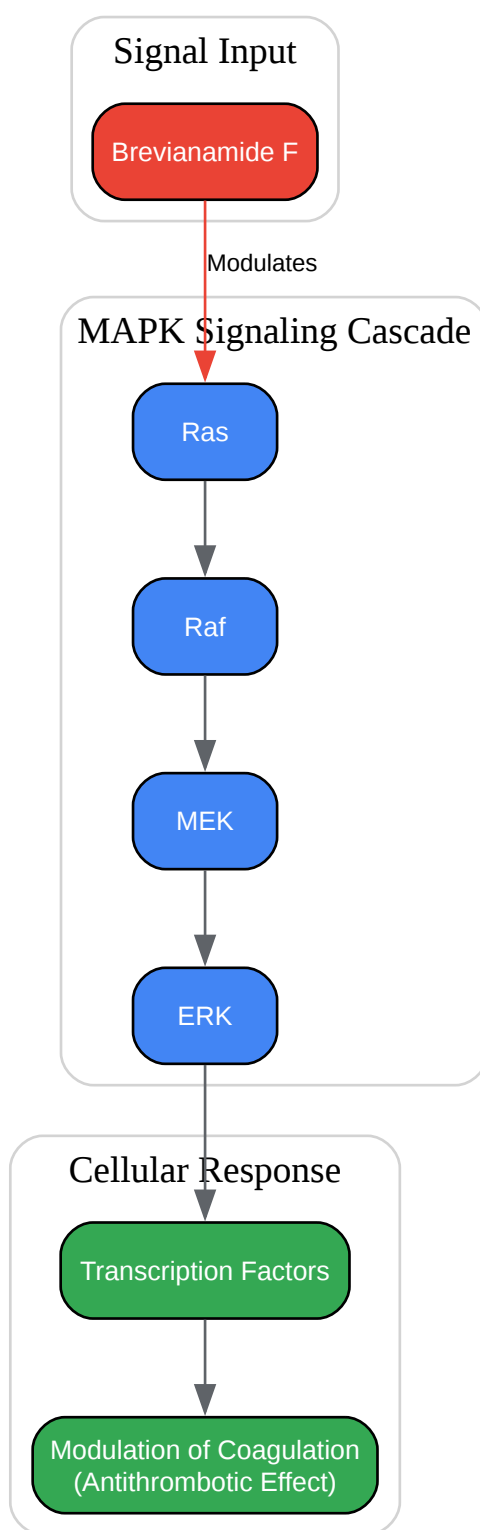 Signal Input
Brevianamide F
Modulates
MAPK Signaling Cascade
Ras
Raf
MEK
ERK
Cellular Response
Transcription Factors
Modulation of Coagulation
(Antithrombotic Effect)